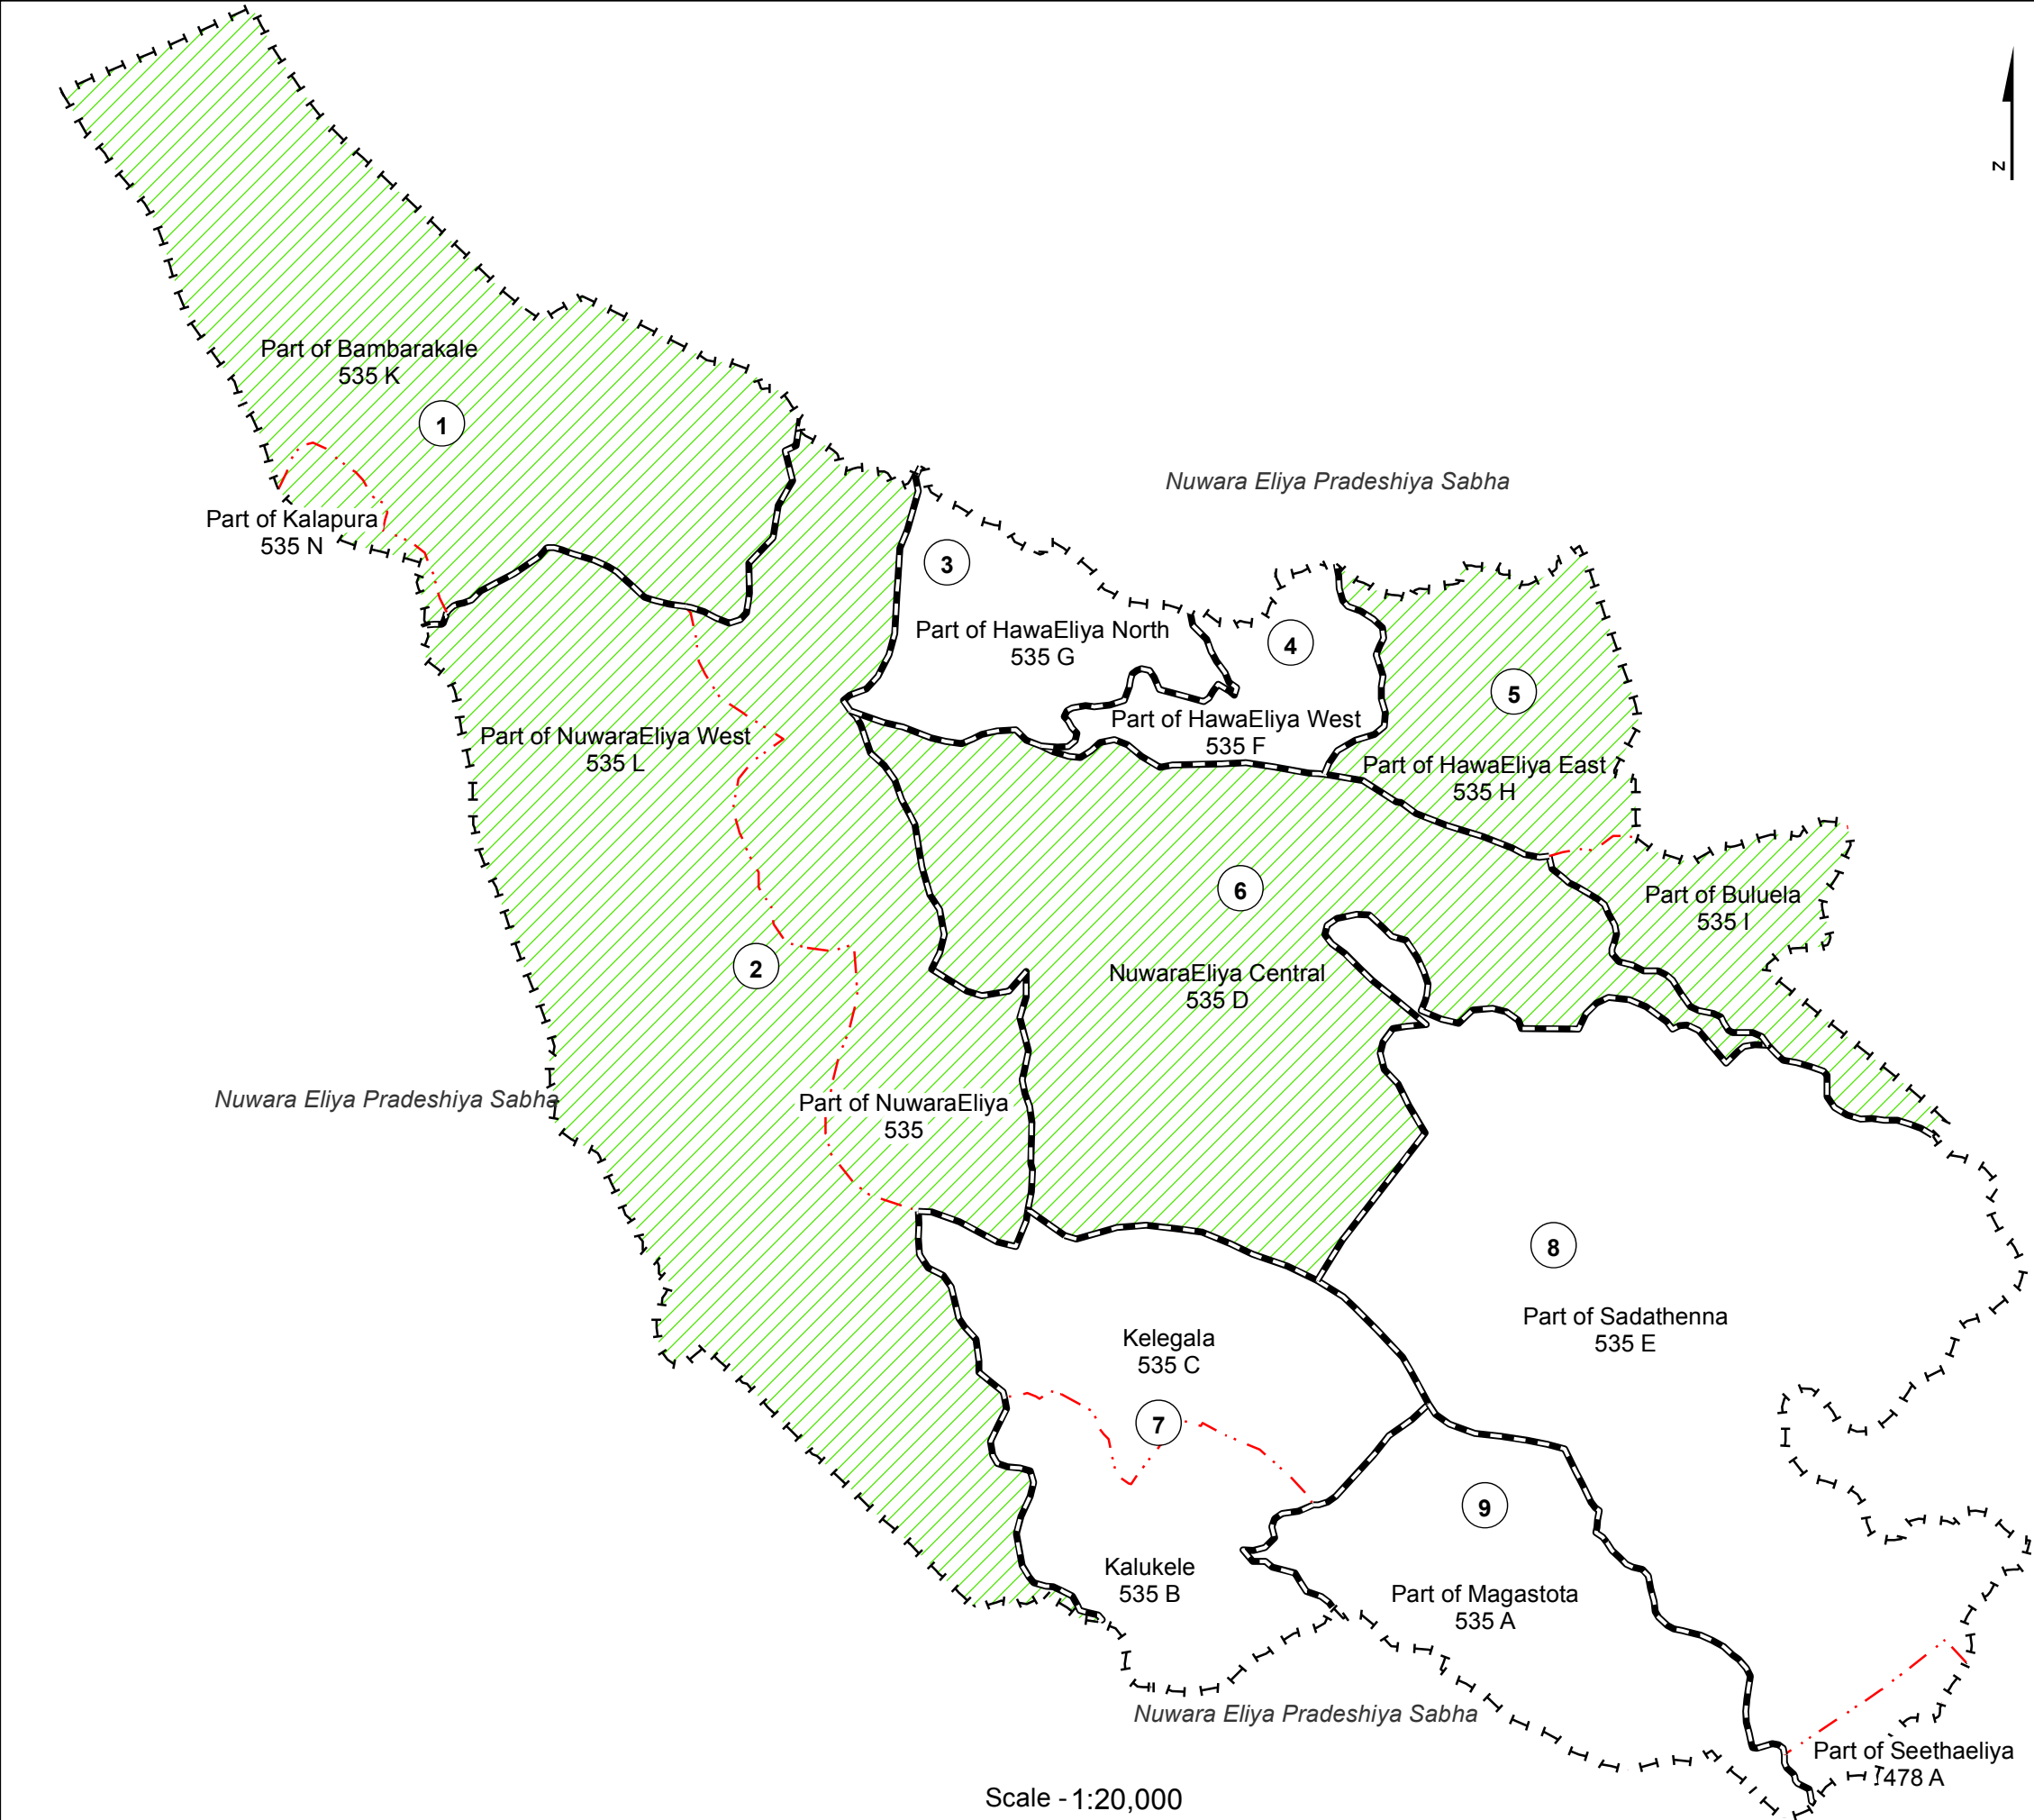 Z
Part of Bambarakale
535 K
1
Nuwara Eliya Pradeshiya Sabha
Part of Kalapura
535 N
3
Part of HawaEliya North
535 G
4
5
Part of NuwaraEliya West
535 L
Part of HawaEliya West
535 F
Part of HawaEliya East
535 H
6
Part of Buluela
535 I
2
NuwaraEliya Central
535 D
Nuwara Eliya Pradeshiya Sabha
Part of NuwaraEliya
535
8
Part of Sadathenna
535 E
Kelegala
535 C
7
9
Kalukele
535 B
Part of Magastota
535 A
Nuwara Eliya Pradeshiya Sabha
Part of Seethaeliya
478 A
Scale - 1:20,000